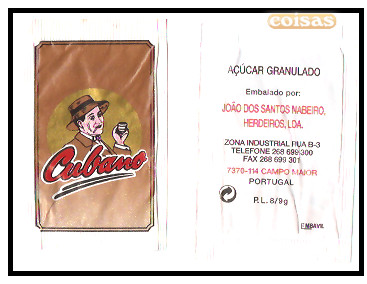 coisas
Cubano
AÇÚCAR GRANULADO
Embalado por:
JOÃO DOS SANTOS NABEIRO,
HERDEIROS, LDA.
ZONA INDUSTRIAL RUA B-3
TELEFONE 268 699 300
FAX 268 699 301
7370-114 CAMPO MAIOR
PORTUGAL
P.L. 8/9g
EMBAVIL